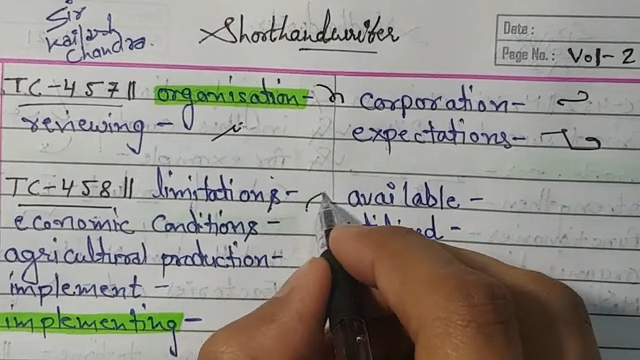 Sir
Kailash
Chandra.
Shorthandwriter
Date:
Page No.: Vol-2
TC-457|| organisation- corporation-
reviewing- expectations-
TC-458|| limitations- available-
economic conditions-
agricultural production-
implement-
implementing-